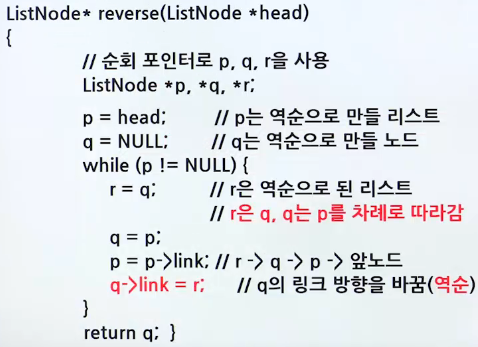 ListNode* reverse(ListNode *head)
{
// 순회 포인터로 p, q, r을 사용
ListNode *p, *q, *r;
p = head; // p는 역순으로 만들 리스트
q = NULL; // q는 역순으로 만들 노드
while (p != NULL) {
r = q; // r은 역순으로 된 리스트
// r은 q, q는 p를 차례로 따라감
q = p;
p = p->link; // r -> q -> p -> 앞노드
q->link = r; // q의 링크 방향을 바꿈(역순)
}
return q; }